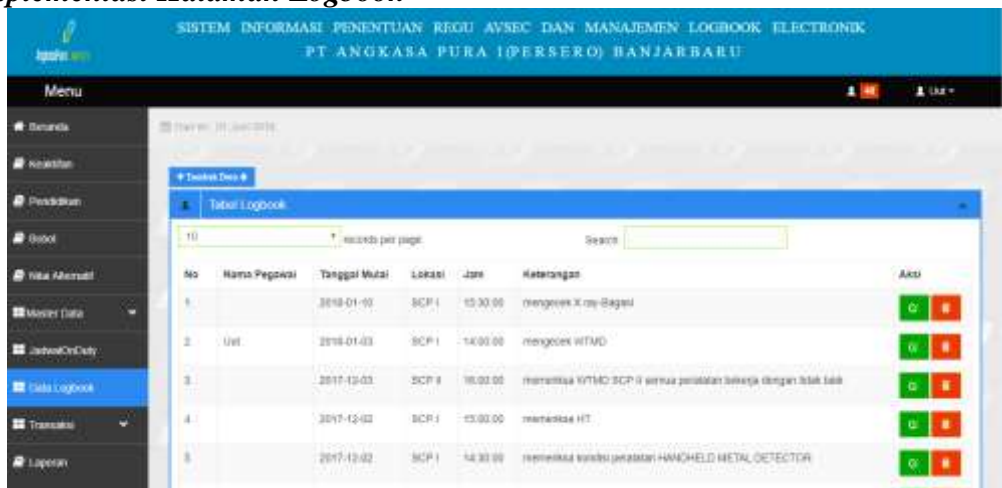 Implementasi Halaman Logbook
SISTEM INFORMASI PENENTUAN REGU AVSEC DAN MANAJEMEN LOGBOOK ELECTRONIK
PT ANGKASA PURA I(PERSERO) BANJARBARU
Menu
Beranda
Keaktifan
Pendidikan
Bobot
Nilai Alternatif
Master Data
JadwalOnDuty
Data Logbook
Transaksi
Laporan
Tambah Data
Tabel Logbook
10 records per page
Search
No Nama Pegawai Tanggal Mulai Lokasi Jam Keterangan Aksi
1 2018-01-10 SCP I 15:30:00 mengecek X ray-Bagasi
2 2018-01-03 SCP I 14:00:00 mengecek WTMD
3 2017-12-03 SCP II 16:00:00 memeriksa WTMD SCP II semua peralatan bekerja dengan tidak baik
4 2017-12-02 SCP I 15:00:00 memeriksa HT
5 2017-12-02 SCP I 14:30:00 memeriksa kondisi peralatan HANDHELD METAL DETECTOR